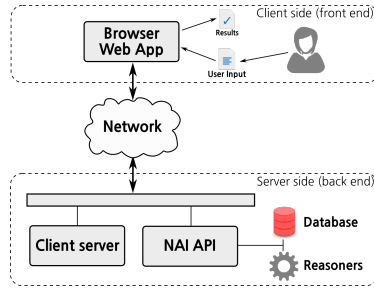 Client side (front end)
Browser
Web App
Results
User Input
Network
Server side (back end)
Client server
NAI API
Database
Reasoners